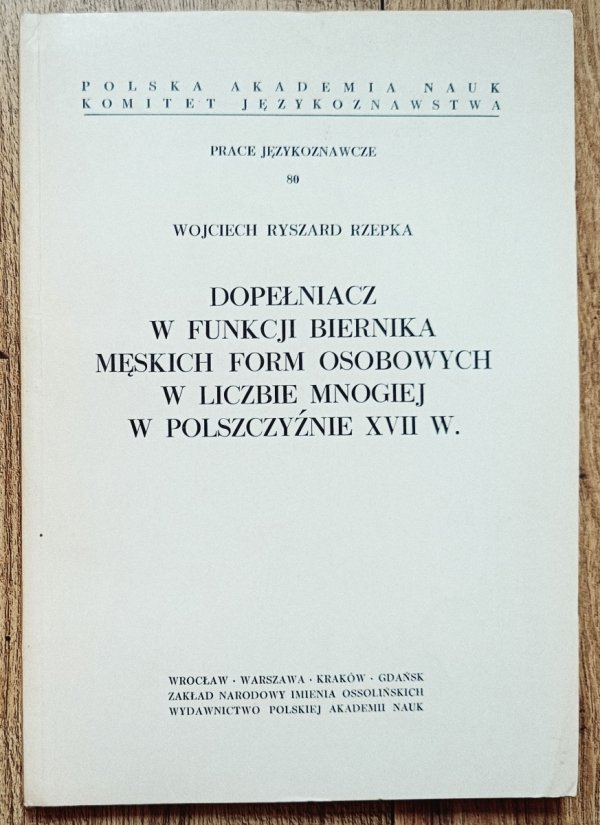 POLSKA AKADEMIA NAUK
KOMITET JĘZYKOZNAWSTWA
PRACE JĘZYKOZNAWCZE
80
WOJCIECH RYSZARD RZEPKA
DOPEŁNIACZ
W FUNKCJI BIERNIKA
MĘSKICH FORM OSOBOWYCH
W LICZBIE MNOGIEJ
W POLSZCZYŹNIE XVII W.
WROCŁAW · WARSZAWA · KRAKÓW · GDAŃSK
ZAKŁAD NARODOWY IMIENIA OSSOLIŃSKICH
WYDAWNICTWO POLSKIEJ AKADEMII NAUK